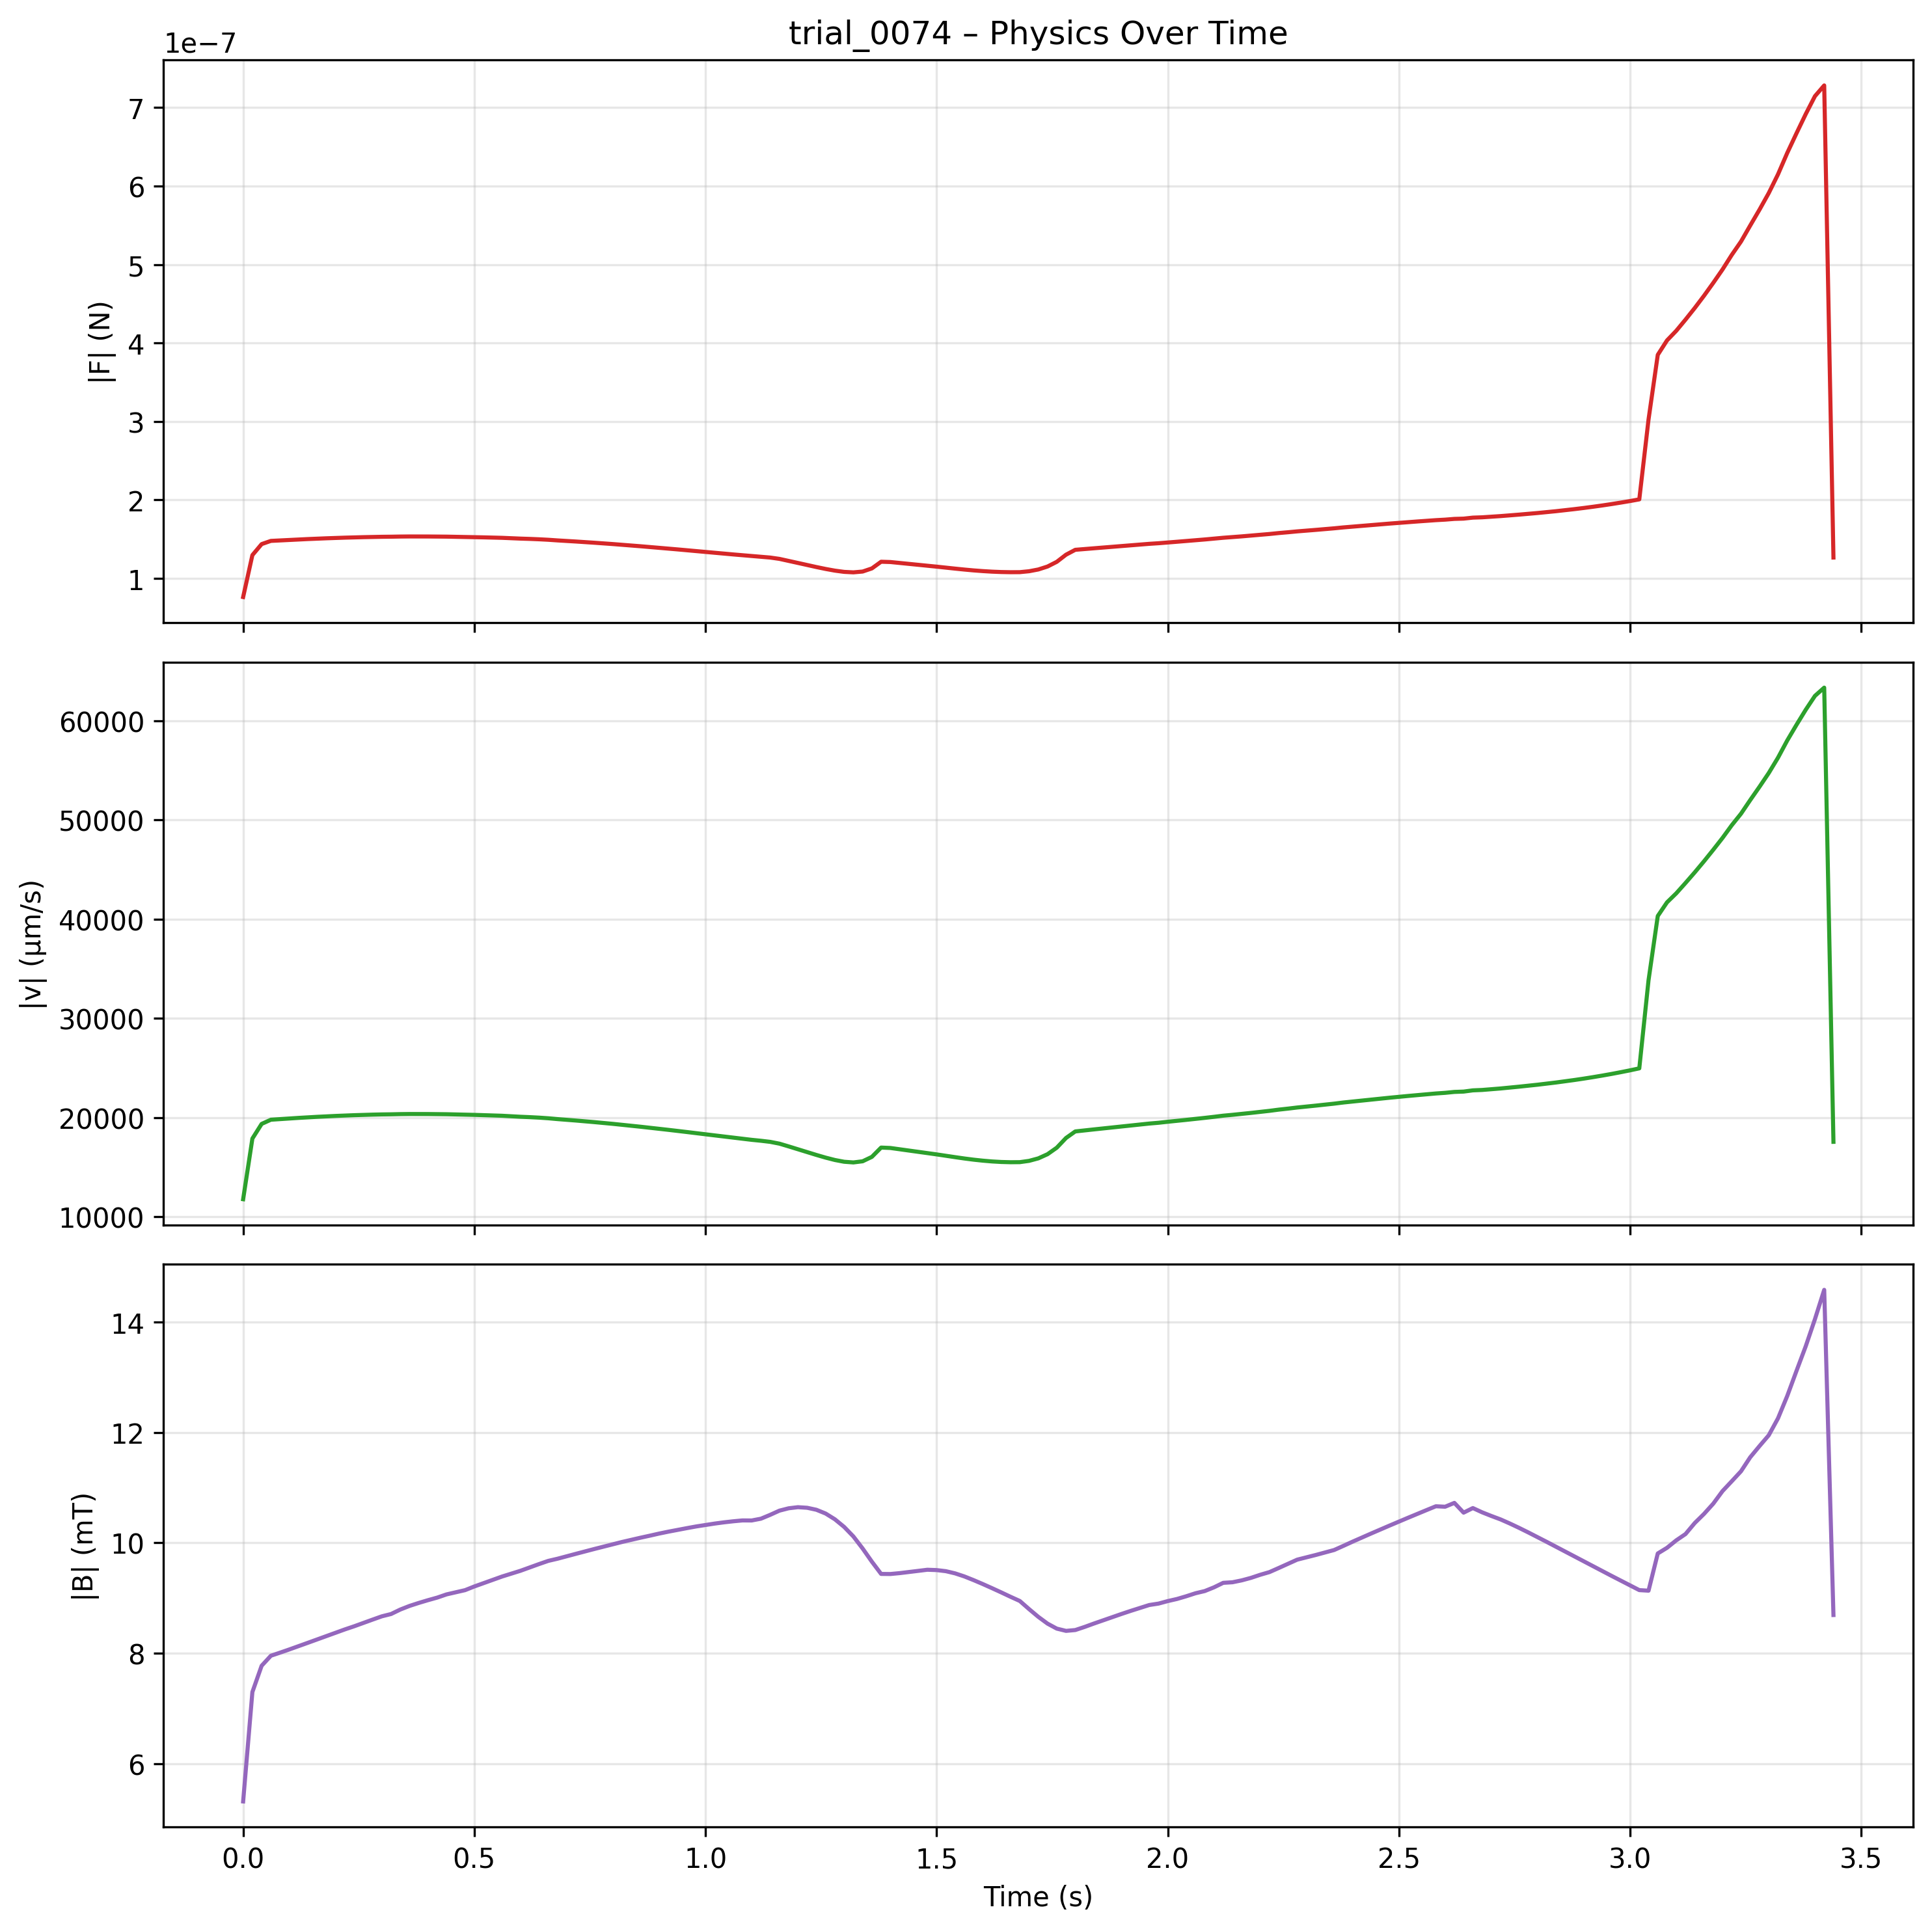 trial_0074 – Physics Over Time
1e−7
7
6
5
4
3
2
1
|F| (N)
60000
50000
40000
30000
20000
10000
|v| (µm/s)
14
12
10
8
6
|B| (mT)
0.0 0.5 1.0 1.5 2.0 2.5 3.0 3.5
Time (s)